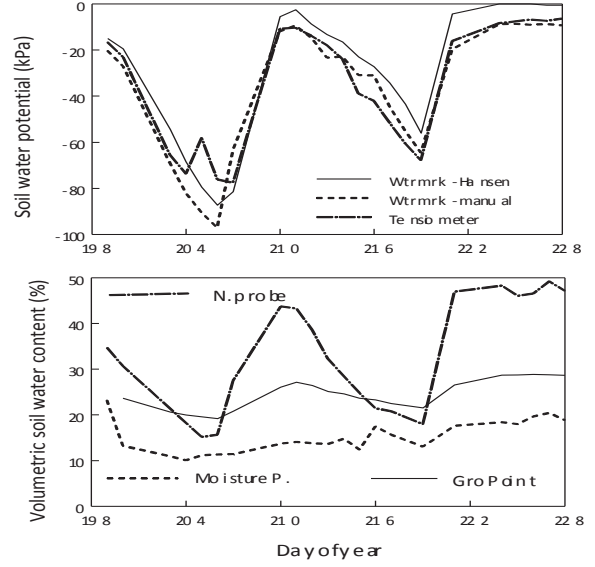 Soil water potential (kPa)
0
-20
-40
-60
-80
-100
Wtrmrk -Hansen
Wtrmrk -manual
Tensiometer
198 204 210 216 222 228
Volumetric soil water content (%)
50
40
30
20
10
0
N.probe
Moisture P. GroPoint
198 204 210 216 222 228
Day of year